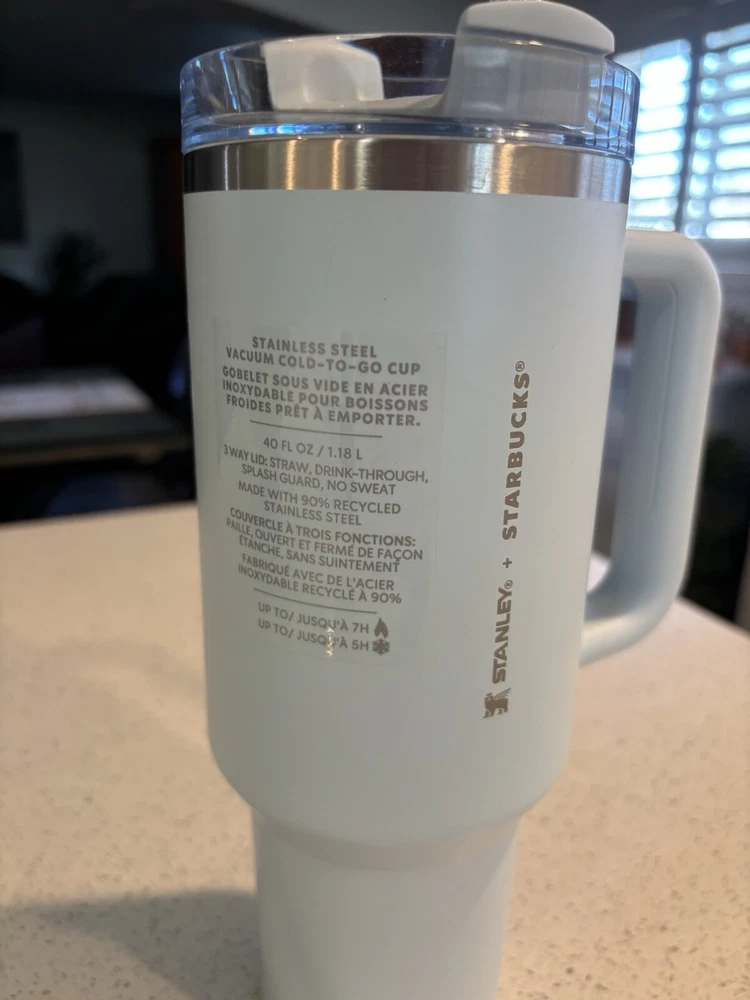 STAINLESS STEEL
VACUUM COLD-TO-GO CUP
GOBELET SOUS VIDE EN ACIER
INOXYDABLE POUR BOISSONS
FROIDES PRÊT À EMPORTER.
40 FL OZ / 1.18 L
3 WAY LID: STRAW, DRINK-THROUGH,
SPLASH GUARD, NO SWEAT
MADE WITH 90% RECYCLED
STAINLESS STEEL
COUVERCLE À TROIS FONCTIONS:
PAILLE, OUVERT ET FERMÉ DE FAÇON
ÉTANCHE, SANS SUINTEMENT
FABRIQUÉ AVEC DE L'ACIER
INOXYDABLE RECYCLÉ À 90%
UP TO/ JUSQU'À 7H
UP TO/ JUSQU'À 5H
STANLEY® + STARBUCKS®